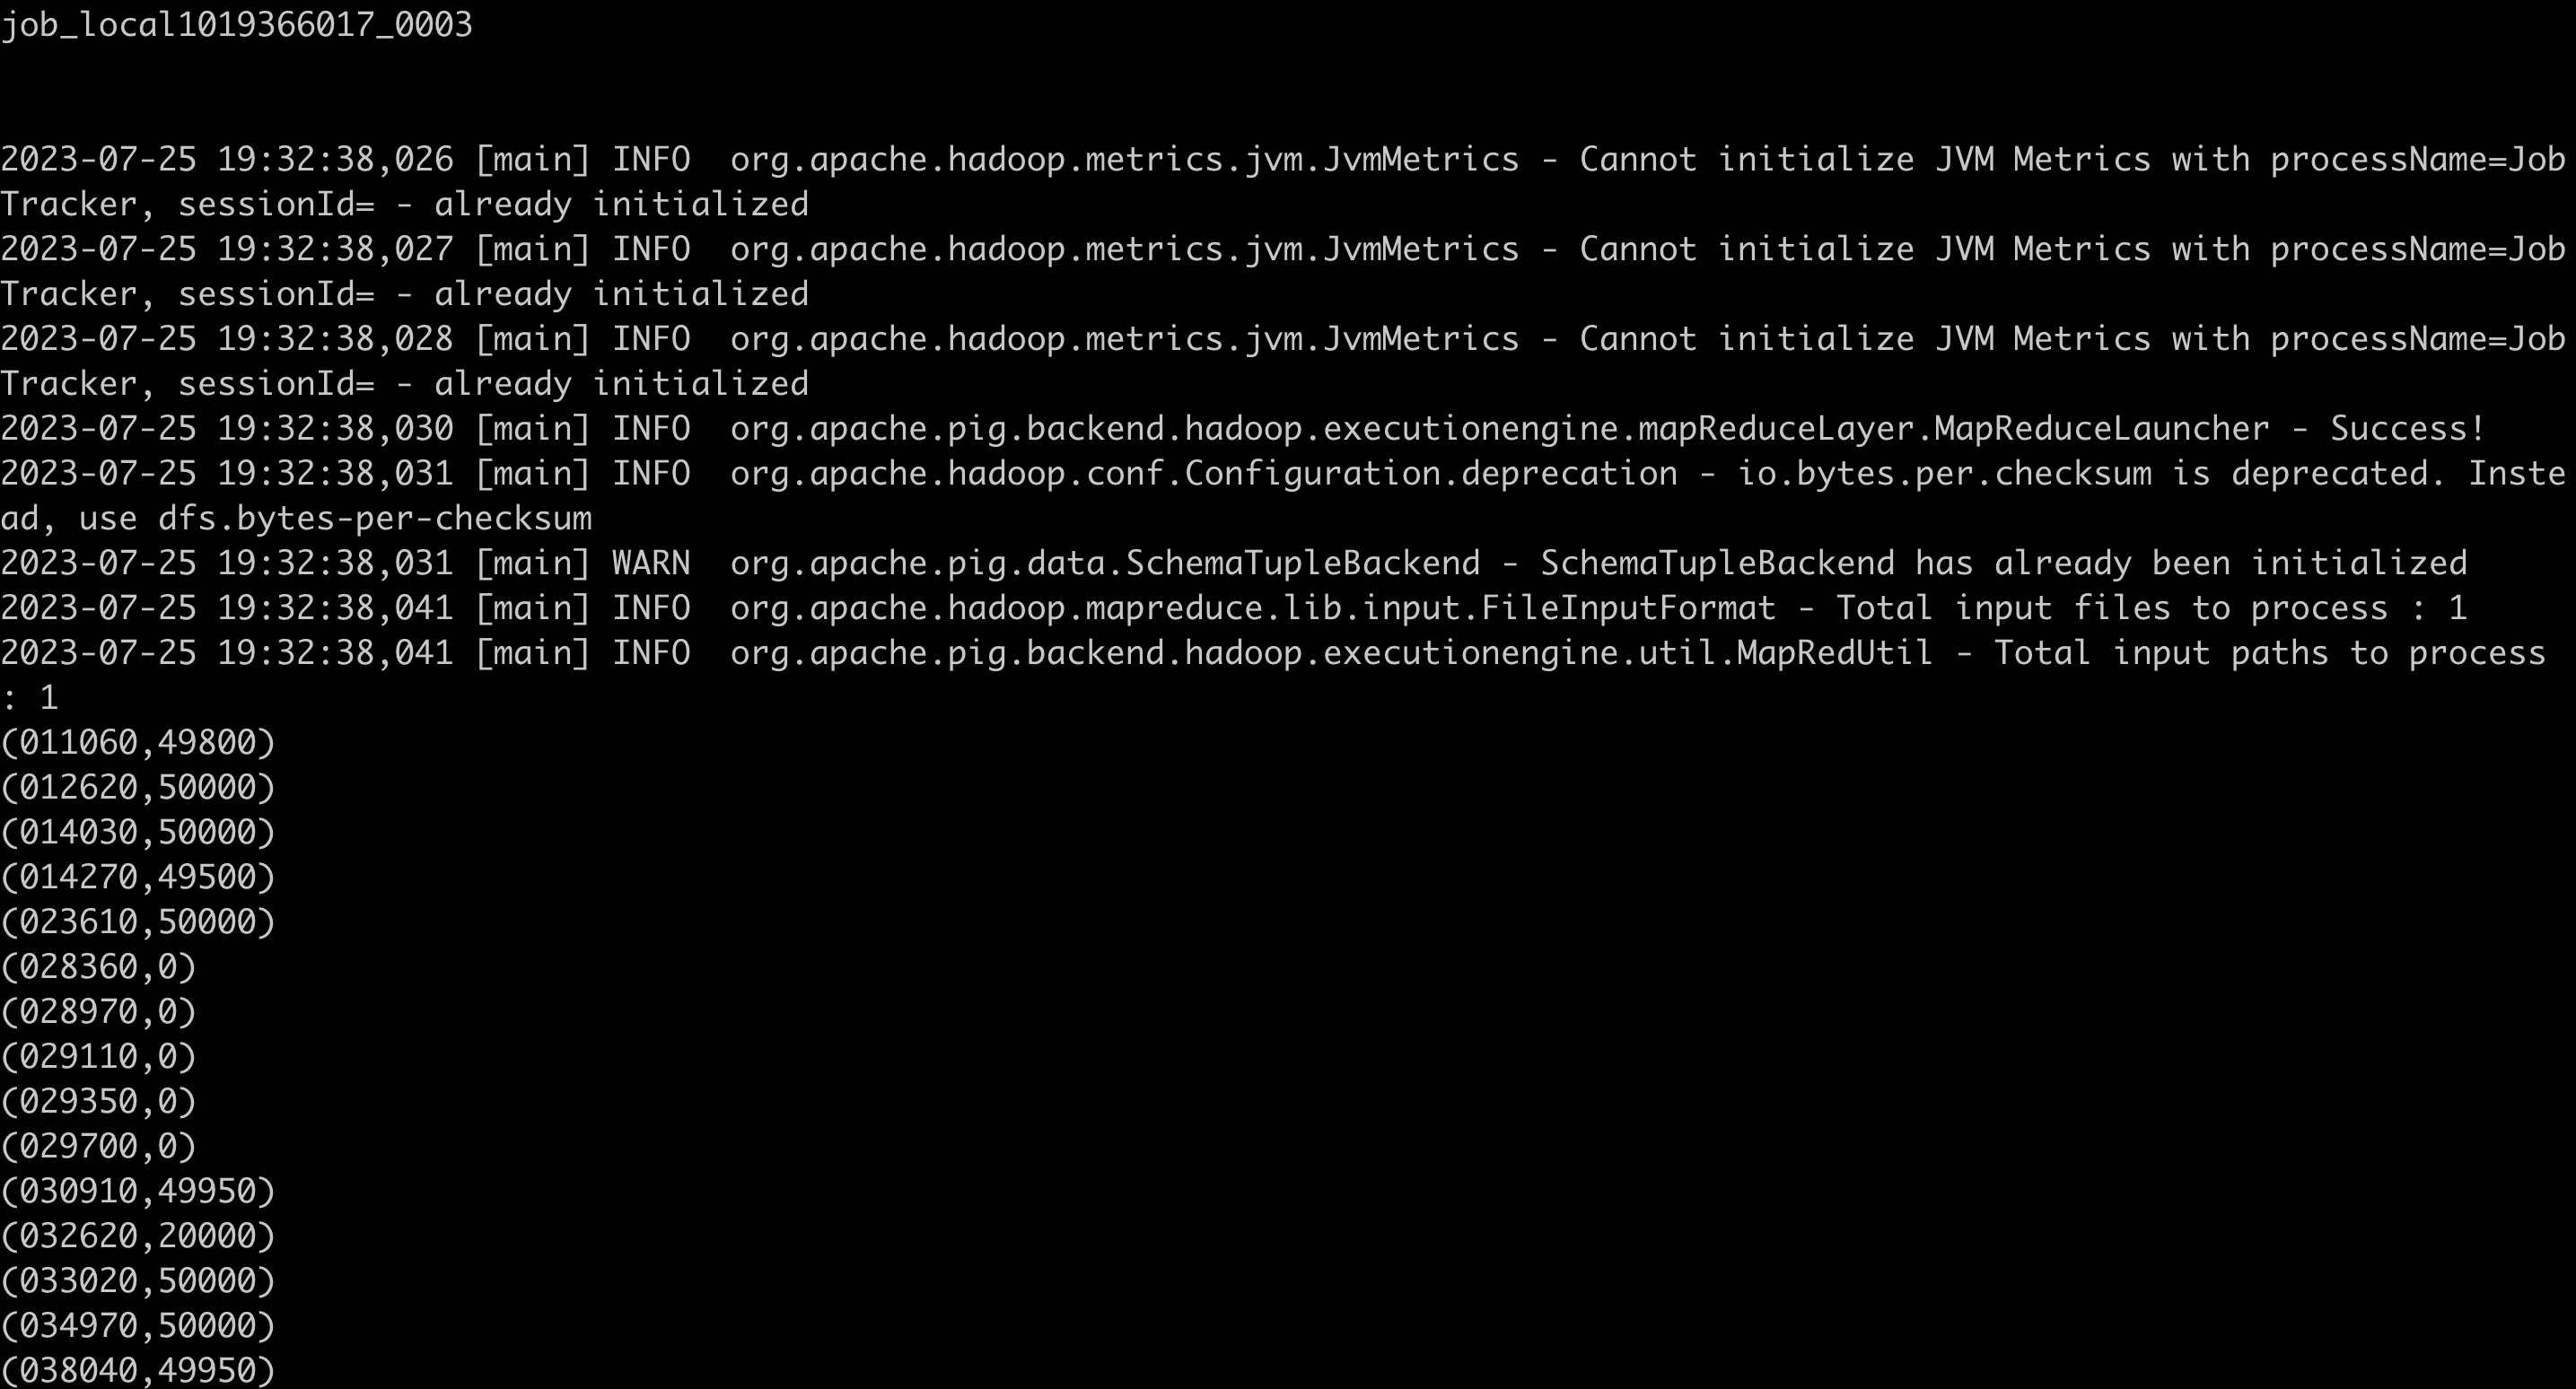 job_local1019366017_0003
2023-07-25 19:32:38,026 [main] INFO  org.apache.hadoop.metrics.jvm.JvmMetrics - Cannot initialize JVM Metrics with processName=Job
Tracker, sessionId= - already initialized
2023-07-25 19:32:38,027 [main] INFO  org.apache.hadoop.metrics.jvm.JvmMetrics - Cannot initialize JVM Metrics with processName=Job
Tracker, sessionId= - already initialized
2023-07-25 19:32:38,028 [main] INFO  org.apache.hadoop.metrics.jvm.JvmMetrics - Cannot initialize JVM Metrics with processName=Job
Tracker, sessionId= - already initialized
2023-07-25 19:32:38,030 [main] INFO  org.apache.pig.backend.hadoop.executionengine.mapReduceLayer.MapReduceLauncher - Success!
2023-07-25 19:32:38,031 [main] INFO  org.apache.hadoop.conf.Configuration.deprecation - io.bytes.per.checksum is deprecated. Inste
ad, use dfs.bytes-per-checksum
2023-07-25 19:32:38,031 [main] WARN  org.apache.pig.data.SchemaTupleBackend - SchemaTupleBackend has already been initialized
2023-07-25 19:32:38,041 [main] INFO  org.apache.hadoop.mapreduce.lib.input.FileInputFormat - Total input files to process : 1
2023-07-25 19:32:38,041 [main] INFO  org.apache.pig.backend.hadoop.executionengine.util.MapRedUtil - Total input paths to process
: 1
(011060,49800)
(012620,50000)
(014030,50000)
(014270,49500)
(023610,50000)
(028360,0)
(028970,0)
(029110,0)
(029350,0)
(029700,0)
(030910,49950)
(032620,20000)
(033020,50000)
(034970,50000)
(038040,49950)